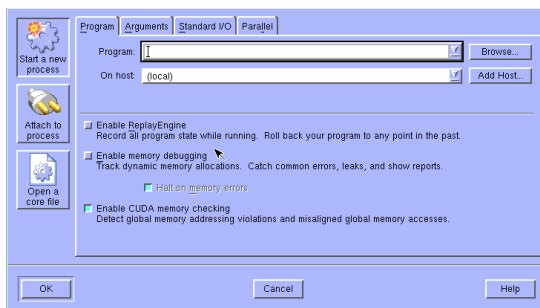 Start a new
process
Attach to
process
Open a
core file
Program
Arguments
Standard I/O
Parallel
Program:
Browse...
On host:
(local)
Add Host...
Enable ReplayEngine
Record all program state while running. Roll back your program to any point in the past.
Enable memory debugging
Track dynamic memory allocations. Catch common errors, leaks, and show reports.
Halt on memory errors
Enable CUDA memory checking
Detect global memory addressing violations and misaligned global memory accesses.
OK
Cancel
Help